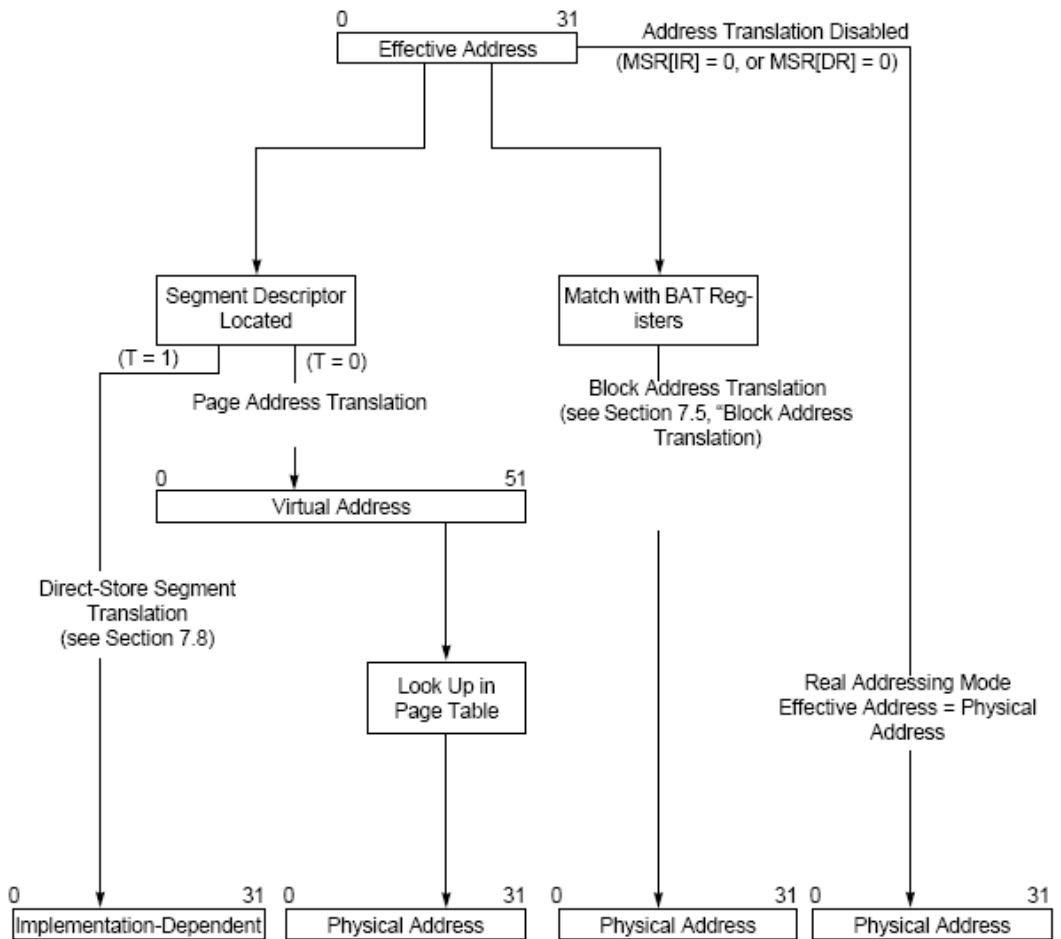 0 31
Effective Address
Address Translation Disabled
(MSR[IR] = 0, or MSR[DR] = 0)
Segment Descriptor
Located
Match with BAT Reg-
isters
(T = 1)
(T = 0)
Page Address Translation
Block Address Translation
(see Section 7.5, “Block Address
Translation)
0 51
Virtual Address
Direct-Store Segment
Translation
(see Section 7.8)
Look Up in
Page Table
Real Addressing Mode
Effective Address = Physical
Address
0 31
Implementation-Dependent
0 31
Physical Address
0 31
Physical Address
0 31
Physical Address